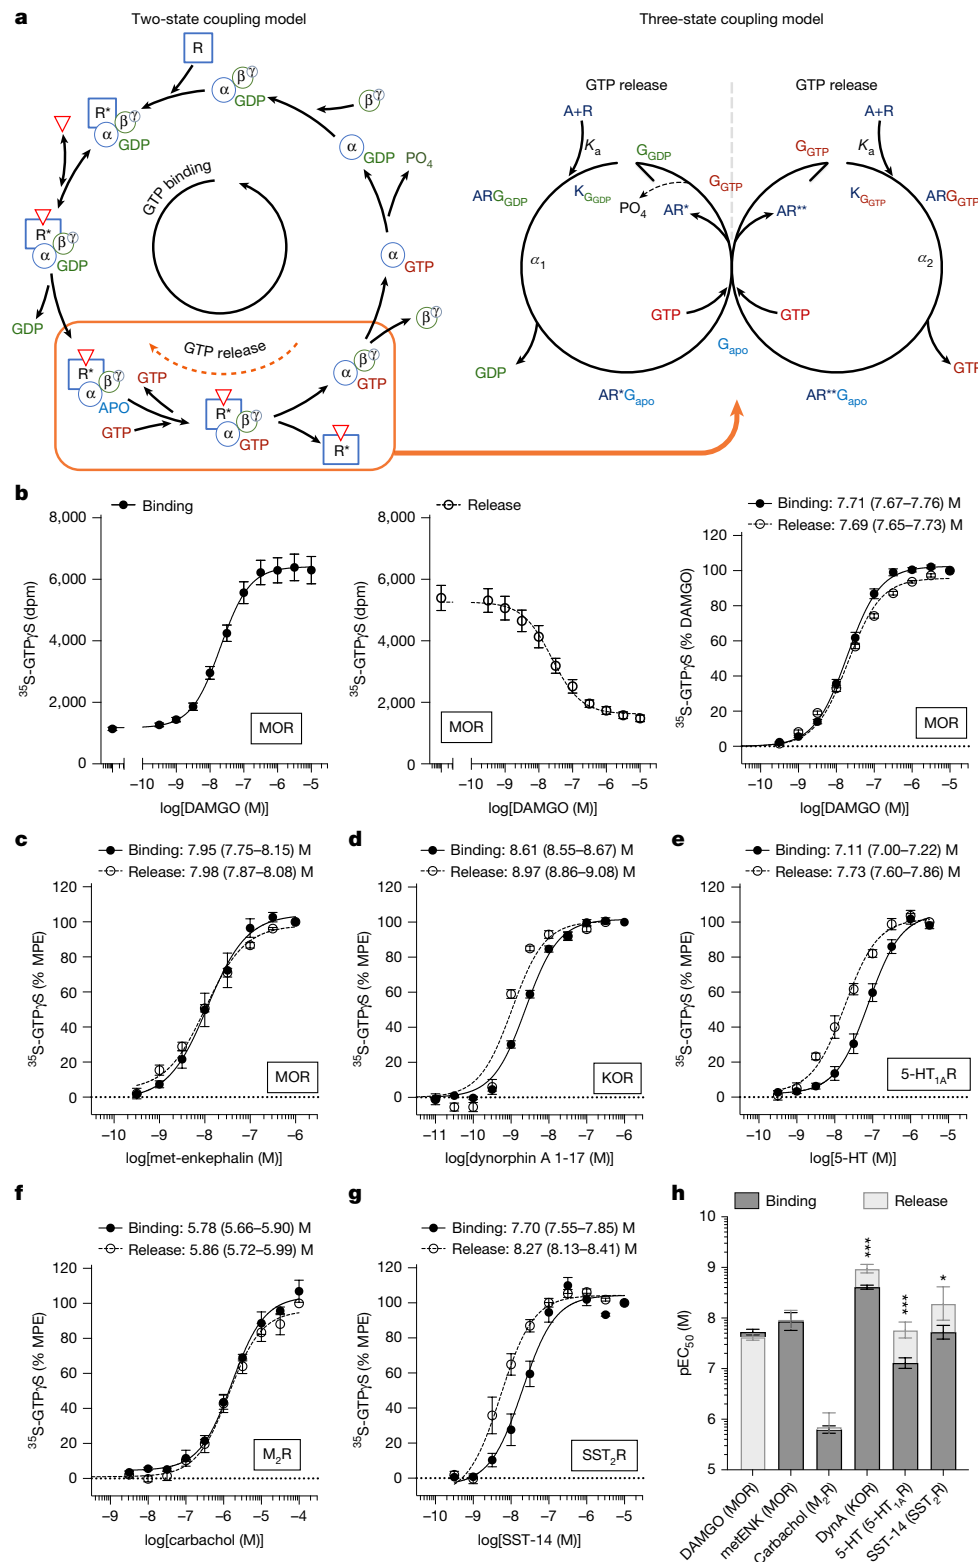 a
Two-state coupling model
Three-state coupling model
R
βγ
α
GDP
βγ
R*
βγ
α
GDP
α
GDP
PO4
GTP binding
R*
βγ
α
GDP
α
GTP
GDP
βγ
GTP release
R*
βγ
α
APO
GTP
GTP
R*
βγ
α
GTP
βγ
α
GTP
R*
GTP release
GTP release
A+R
A+R
Ka
Ka
GGDP
GGTP
GGTP
KGGDP
KGGTP
ARGGDP
ARGGTP
PO4
AR*
AR**
α1
α2
GTP
GTP
Gapo
GDP
GTP
AR*Gapo
AR**Gapo
b
Binding
8,000
6,000
4,000
2,000
0
35S-GTPγS (dpm)
MOR
−10 −9 −8 −7 −6 −5
log[DAMGO (M)]
Release
8,000
6,000
4,000
2,000
0
35S-GTPγS (dpm)
MOR
−10 −9 −8 −7 −6 −5
log[DAMGO (M)]
Binding: 7.71 (7.67–7.76) M
Release: 7.69 (7.65–7.73) M
120
100
80
60
40
20
0
35S-GTPγS (% DAMGO)
MOR
−10 −9 −8 −7 −6 −5
log[DAMGO (M)]
c
Binding: 7.95 (7.75–8.15) M
Release: 7.98 (7.87–8.08) M
120
100
80
60
40
20
0
35S-GTPγS (% MPE)
MOR
−10 −9 −8 −7 −6
log[met-enkephalin (M)]
d
Binding: 8.61 (8.55–8.67) M
Release: 8.97 (8.86–9.08) M
120
100
80
60
40
20
0
35S-GTPγS (% MPE)
KOR
−11 −10 −9 −8 −7 −6
log[dynorphin A 1-17 (M)]
e
Binding: 7.11 (7.00–7.22) M
Release: 7.73 (7.60–7.86) M
120
100
80
60
40
20
0
35S-GTPγS (% MPE)
5-HT1AR
−10 −9 −8 −7 −6 −5
log[5-HT (M)]
f
Binding: 5.78 (5.66–5.90) M
Release: 5.86 (5.72–5.99) M
120
100
80
60
40
20
0
35S-GTPγS (% MPE)
M2R
−9 −8 −7 −6 −5 −4
log[carbachol (M)]
g
Binding: 7.70 (7.55–7.85) M
Release: 8.27 (8.13–8.41) M
120
100
80
60
40
20
0
35S-GTPγS (% MPE)
SST2R
−10 −9 −8 −7 −6 −5
log[SST-14 (M)]
h
Binding
Release
10
9
8
7
6
5
pEC50 (M)
***
***
*
DAMGO (MOR)
metENK (MOR)
Carbachol (M2R)
DynA (KOR)
5-HT (5-HT1AR)
SST-14 (SST2R)